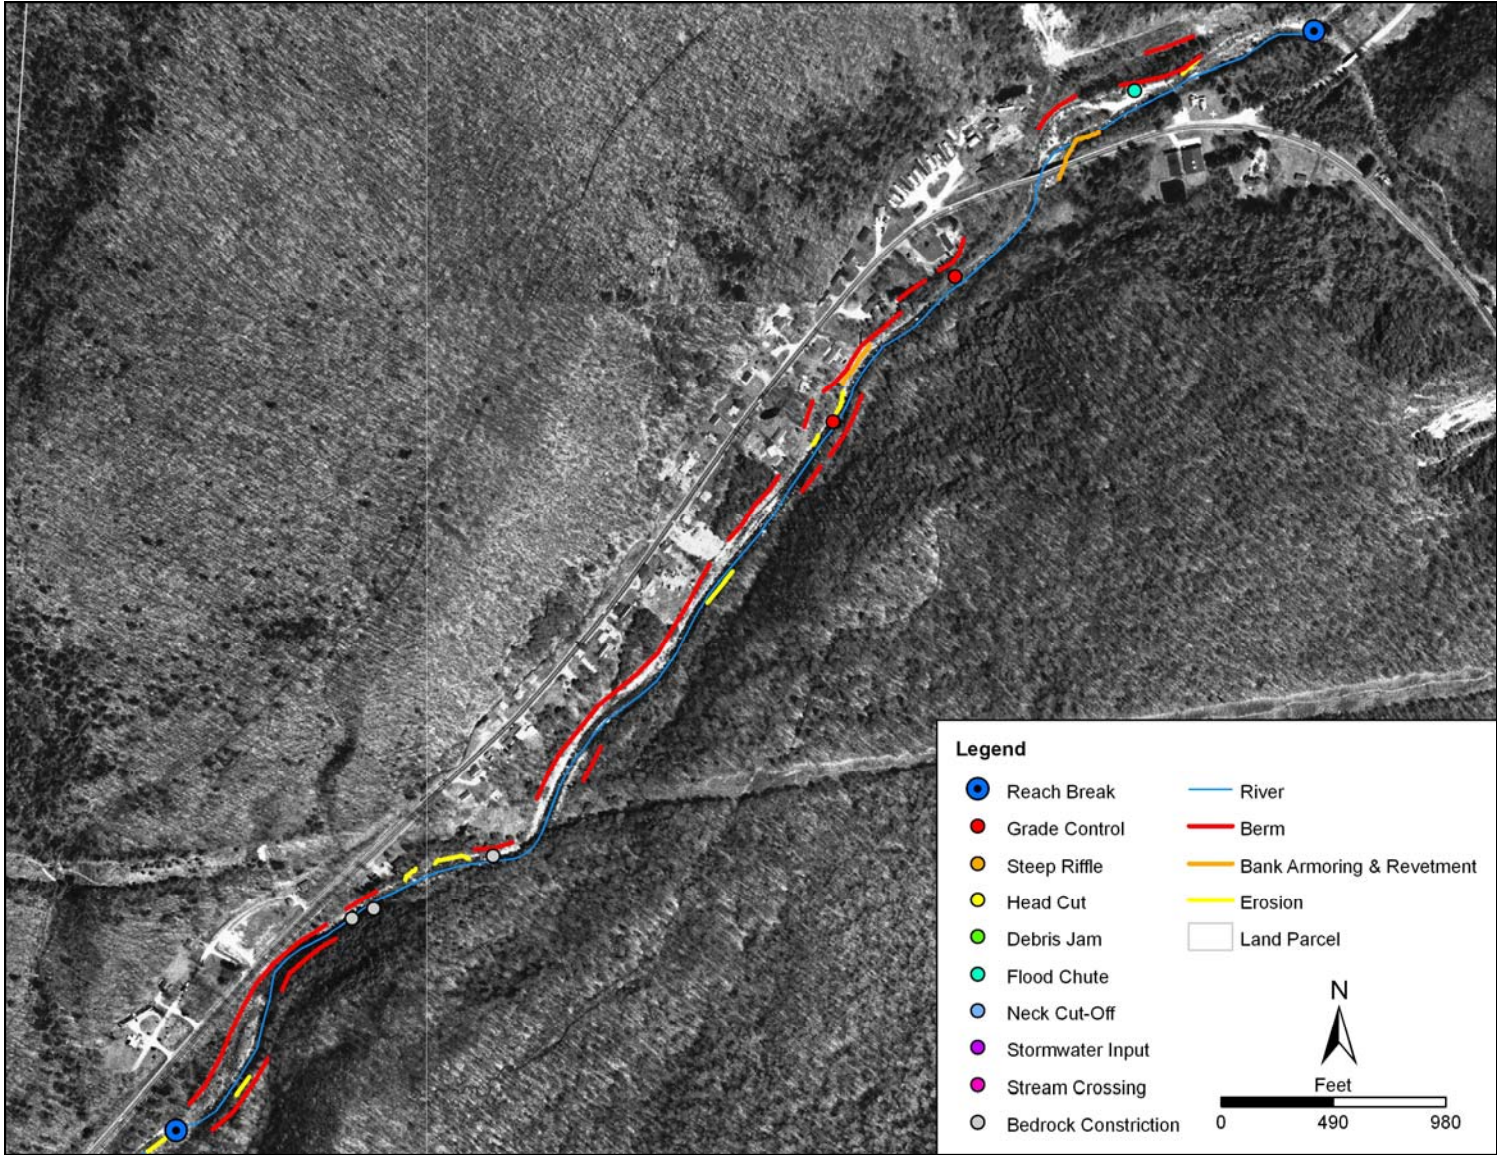 Legend
Reach Break
Grade Control
Steep Riffle
Head Cut
Debris Jam
Flood Chute
Neck Cut-Off
Stormwater Input
Stream Crossing
Bedrock Constriction
River
Berm
Bank Armoring & Revetment
Erosion
Land Parcel
N
Feet
0 490 980